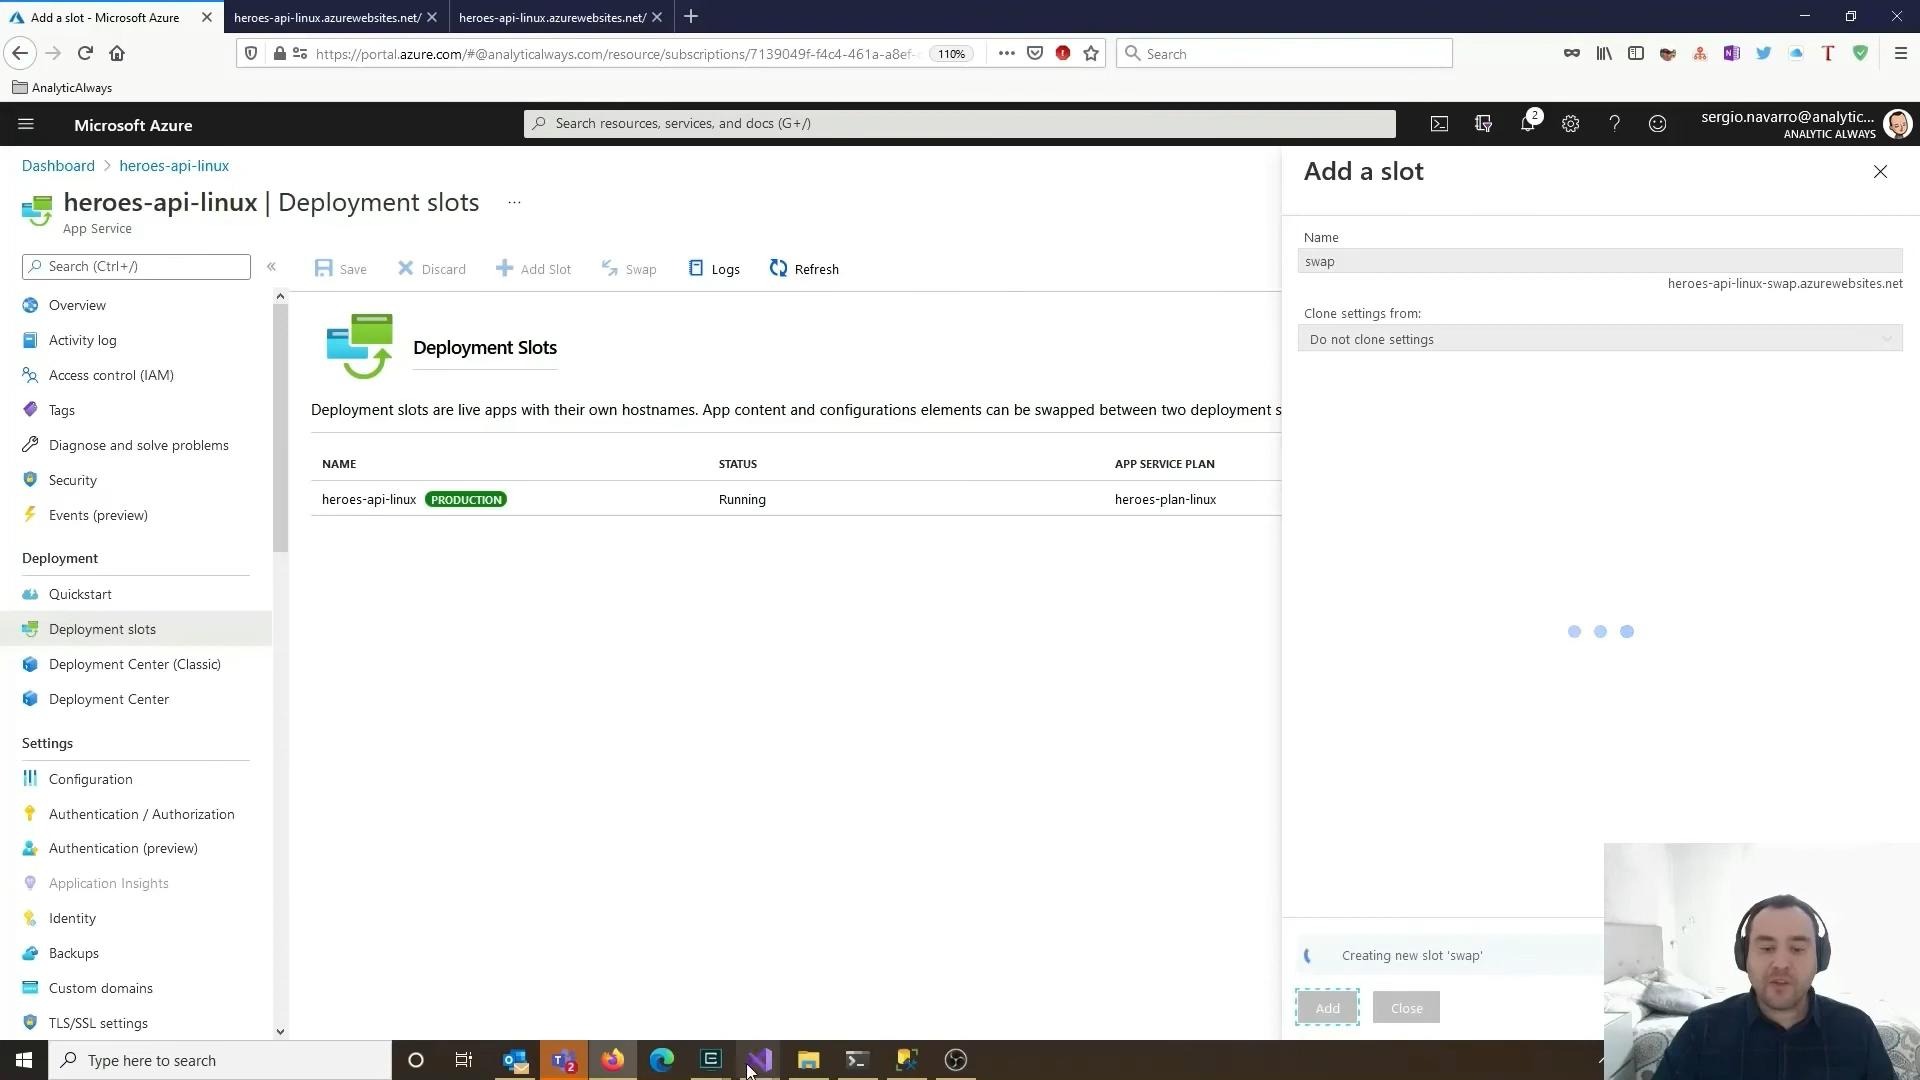 Add a slot - Microsoft Azure
heroes-api-linux.azurewebsites.net/
heroes-api-linux.azurewebsites.net/
https://portal.azure.com/#@analyticalways.com/resource/subscriptions/7139049f-f4c4-461a-a8ef-
110%
Search
AnalyticAlways
Microsoft Azure
Search resources, services, and docs (G+/)
2
sergio.navarro@analytic...
ANALYTIC ALWAYS
Dashboard > heroes-api-linux
heroes-api-linux | Deployment slots ...
App Service
Search (Ctrl+/)
«
Overview
Activity log
Access control (IAM)
Tags
Diagnose and solve problems
Security
Events (preview)
Deployment
Quickstart
Deployment slots
Deployment Center (Classic)
Deployment Center
Settings
Configuration
Authentication / Authorization
Authentication (preview)
Application Insights
Identity
Backups
Custom domains
TLS/SSL settings
Save
Discard
Add Slot
Swap
Logs
Refresh
Deployment Slots
Deployment slots are live apps with their own hostnames. App content and configurations elements can be swapped between two deployment s
NAME STATUS APP SERVICE PLAN
heroes-api-linux PRODUCTION Running heroes-plan-linux
Add a slot
Name
swap
heroes-api-linux-swap.azurewebsites.net
Clone settings from:
Do not clone settings
Creating new slot 'swap'
Add
Close
Type here to search
2